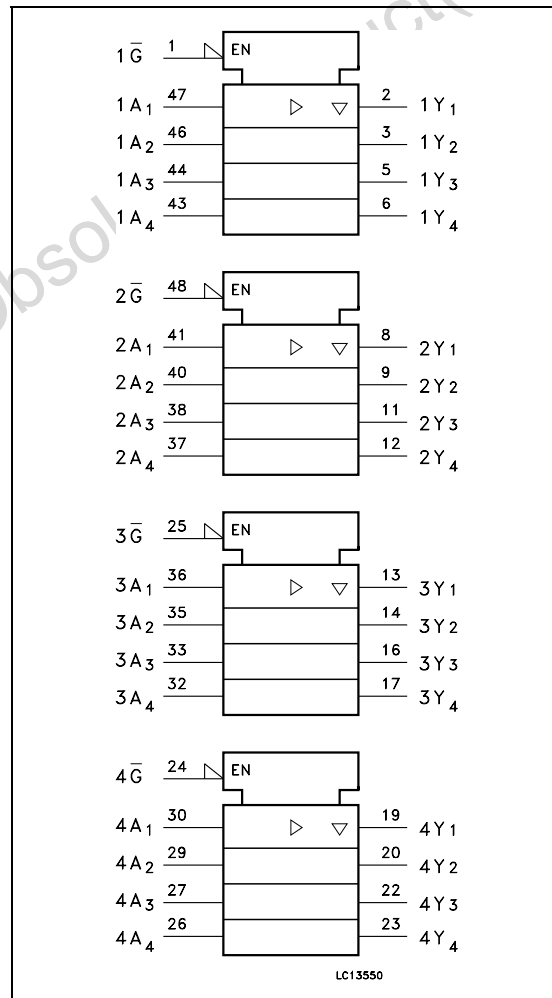 1G̅ 1 EN
1A1 47 2 1Y1
1A2 46 3 1Y2
1A3 44 5 1Y3
1A4 43 6 1Y4
2G̅ 48 EN
2A1 41 8 2Y1
2A2 40 9 2Y2
2A3 38 11 2Y3
2A4 37 12 2Y4
3G̅ 25 EN
3A1 36 13 3Y1
3A2 35 14 3Y2
3A3 33 16 3Y3
3A4 32 17 3Y4
4G̅ 24 EN
4A1 30 19 4Y1
4A2 29 20 4Y2
4A3 27 22 4Y3
4A4 26 23 4Y4
LC13550